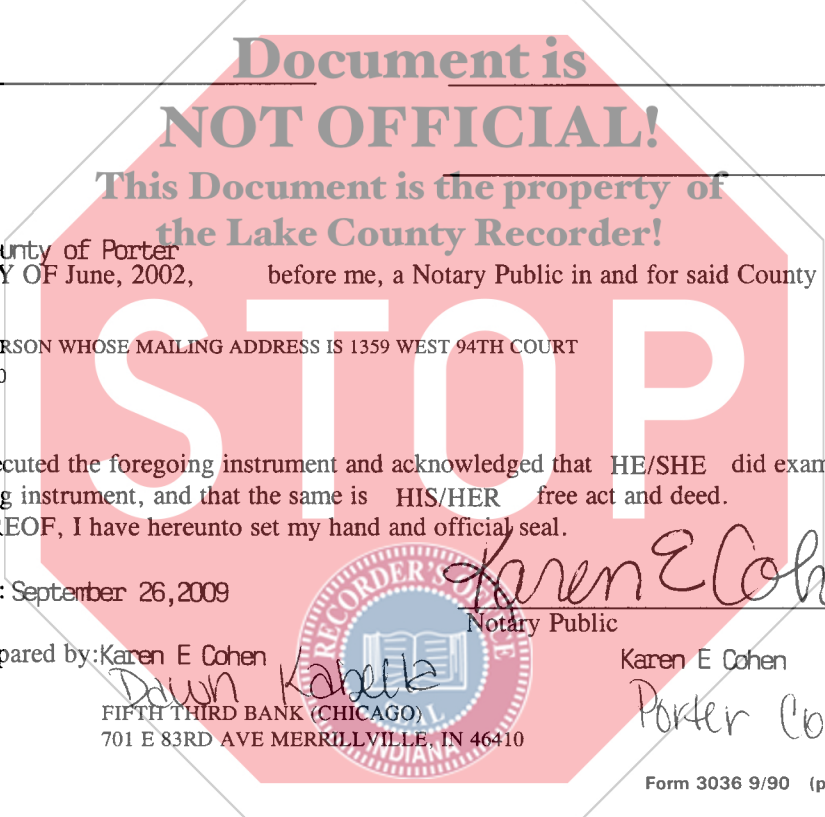 Document is
NOT OFFICIAL!
This Document is the property of
the Lake County Recorder!
unty of Porter
Y OF June, 2002, before me, a Notary Public in and for said County
RSON WHOSE MAILING ADDRESS IS 1359 WEST 94TH COURT
0
STOP
ecuted the foregoing instrument and acknowledged that HE/SHE did exam
g instrument, and that the same is HIS/HER free act and deed.
REOF, I have hereunto set my hand and official seal.
: September 26,2009
Karen E Coh
Notary Public
pared by:Karen E Cohen
Karen E Cohen
Dawn
FIFTH THIRD BANK (CHICAGO)
701 E 83RD AVE MERRILLVILLE, IN 46410
Porter Co
RECORDER'S OFFICE
SEAL
INDIANA
Form 3036 9/90 (p